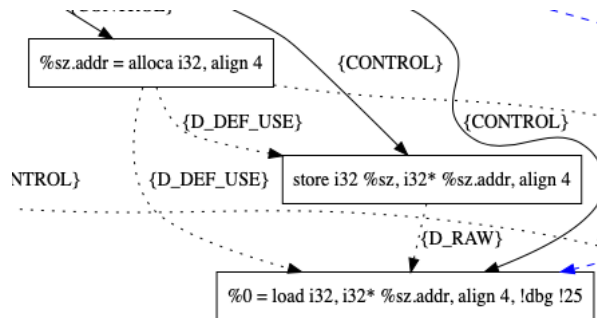 {CONTROL}
%sz.addr = alloca i32, align 4
{CONTROL}
{D_DEF_USE}
{CONTROL}
NTROL}
{D_DEF_USE}
store i32 %sz, i32* %sz.addr, align 4
{D_RAW}
%0 = load i32, i32* %sz.addr, align 4, !dbg !25